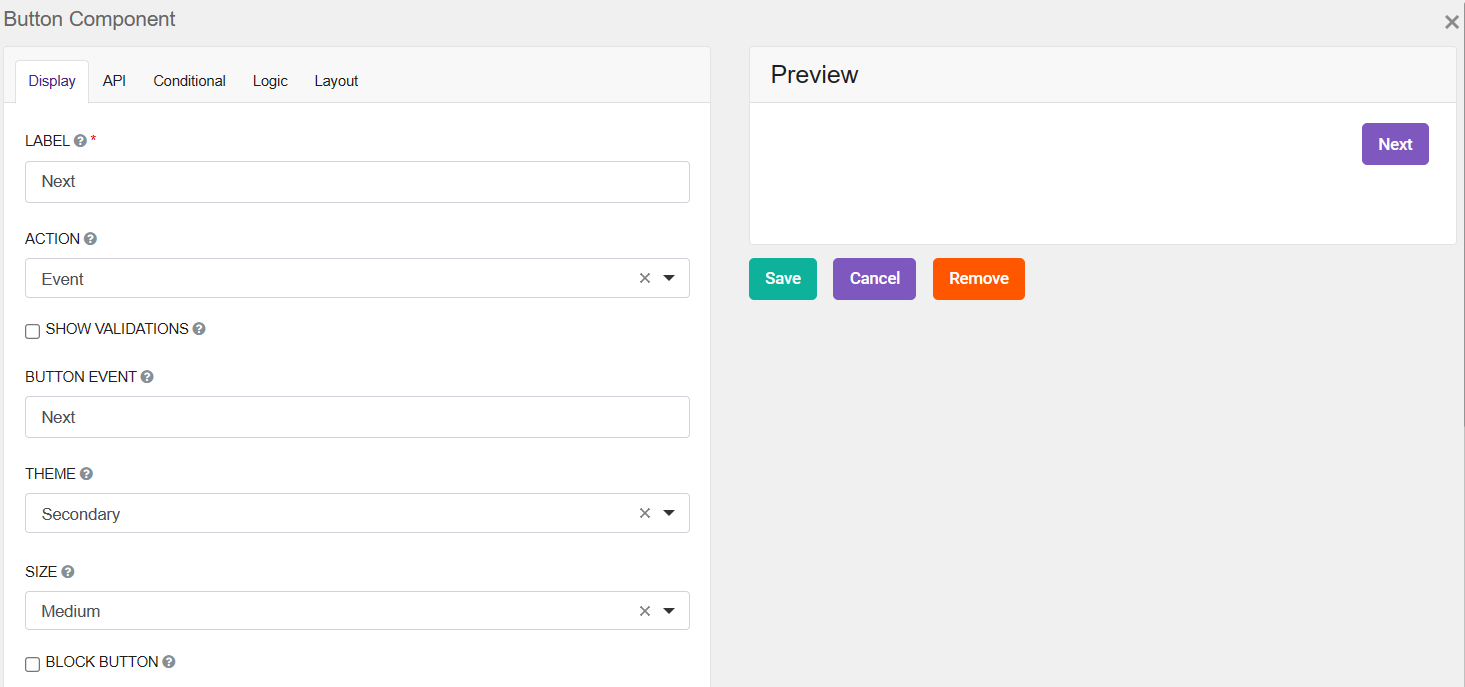 Button Component
Display API Conditional Logic Layout
LABEL *
Next
ACTION
Event
SHOW VALIDATIONS
BUTTON EVENT
Next
THEME
Secondary
SIZE
Medium
BLOCK BUTTON
Preview
Next
Save Cancel Remove